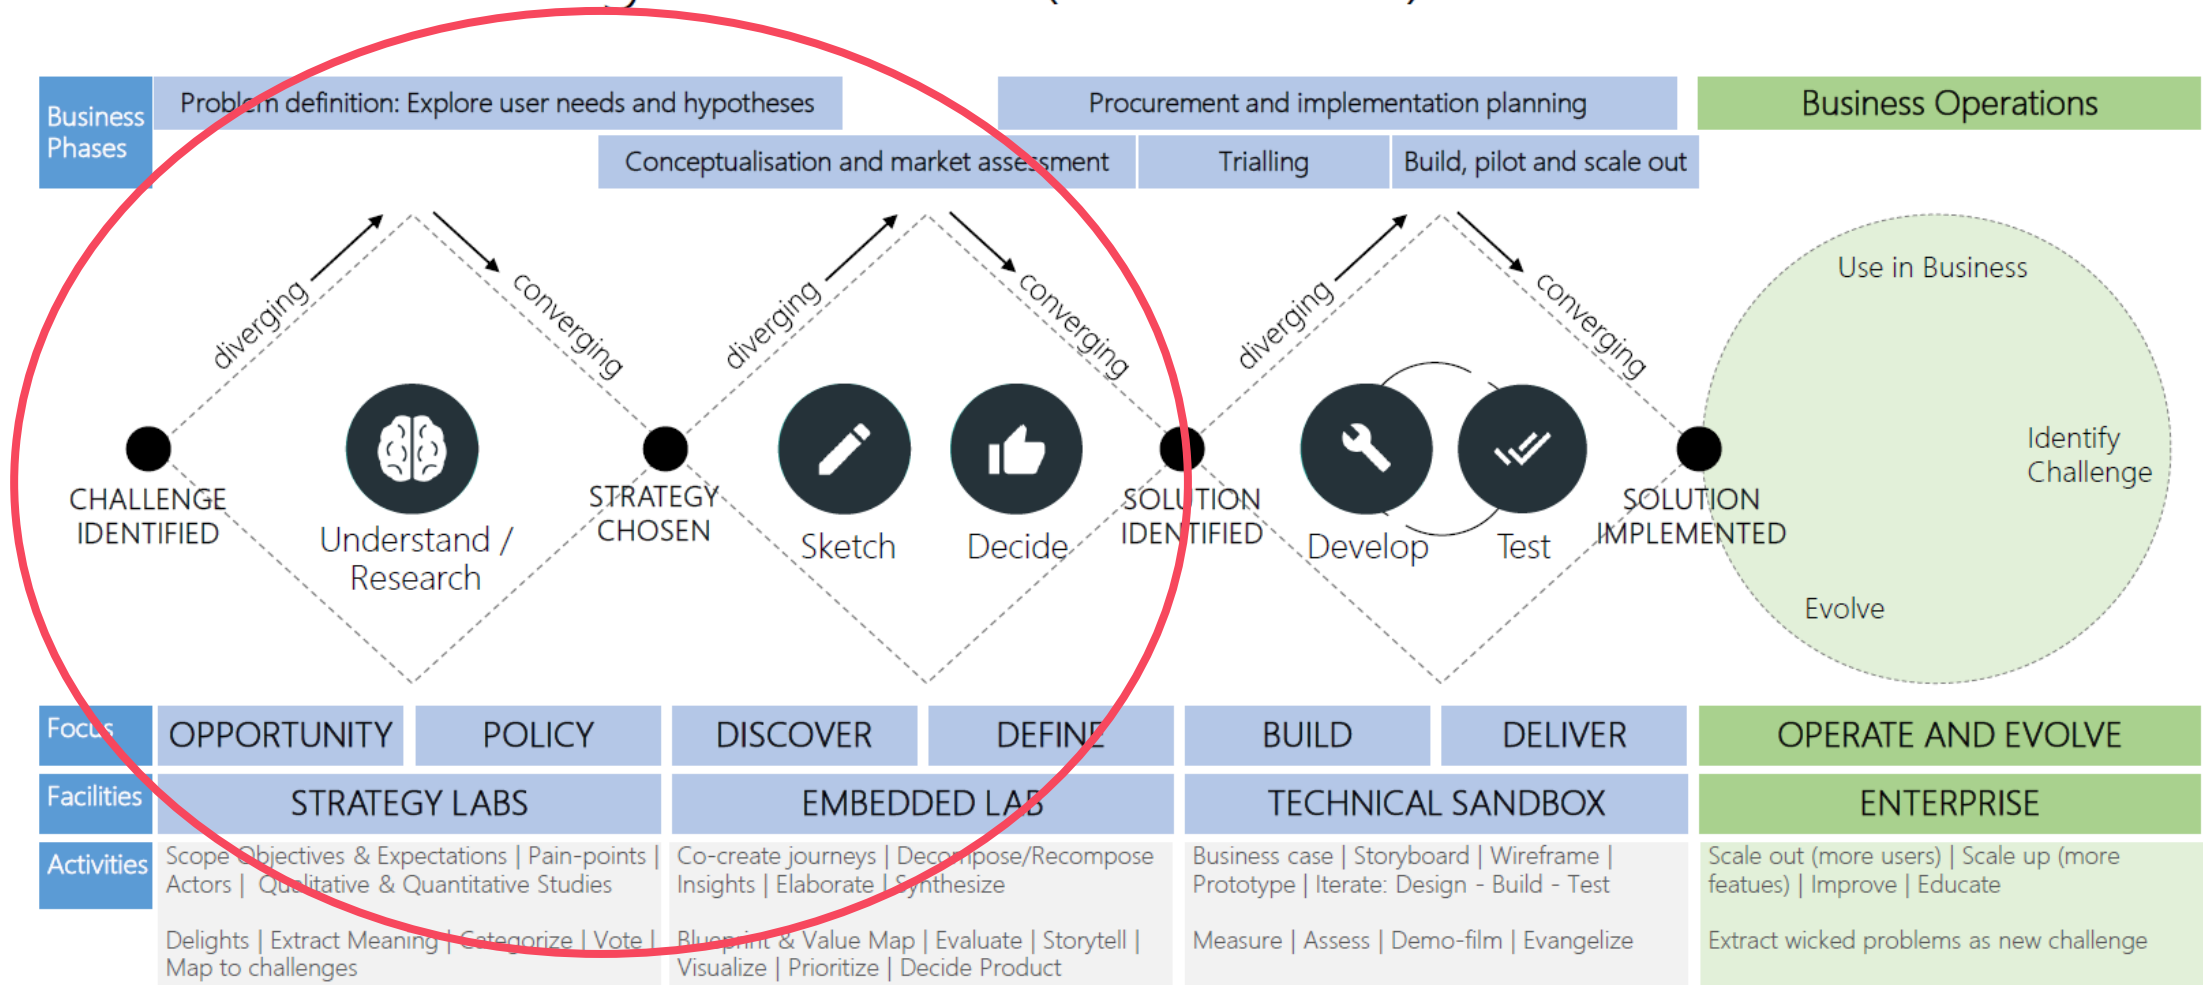 Business
Phases
Problem definition: Explore user needs and hypotheses
Procurement and implementation planning
Business Operations
Conceptualisation and market assessment
Trialling
Build, pilot and scale out
diverging
converging
diverging
converging
diverging
converging
Use in Business
Identify
Challenge
Evolve
CHALLENGE
IDENTIFIED
Understand /
Research
STRATEGY
CHOSEN
Sketch
Decide
SOLUTION
IDENTIFIED
Develop
Test
SOLUTION
IMPLEMENTED
Focus
OPPORTUNITY
POLICY
DISCOVER
DEFINE
BUILD
DELIVER
OPERATE AND EVOLVE
Facilities
STRATEGY LABS
EMBEDDED LAB
TECHNICAL SANDBOX
ENTERPRISE
Activities
Scope Objectives & Expectations | Pain-points |
Actors | Qualitative & Quantitative Studies
Delights | Extract Meaning | Categorize | Vote |
Map to challenges
Co-create journeys | Decompose/Recompose
Insights | Elaborate | Synthesize
Blueprint & Value Map | Evaluate | Storytell |
Visualize | Prioritize | Decide Product
Business case | Storyboard | Wireframe |
Prototype | Iterate: Design - Build - Test
Measure | Assess | Demo-film | Evangelize
Scale out (more users) | Scale up (more
featues) | Improve | Educate
Extract wicked problems as new challenge